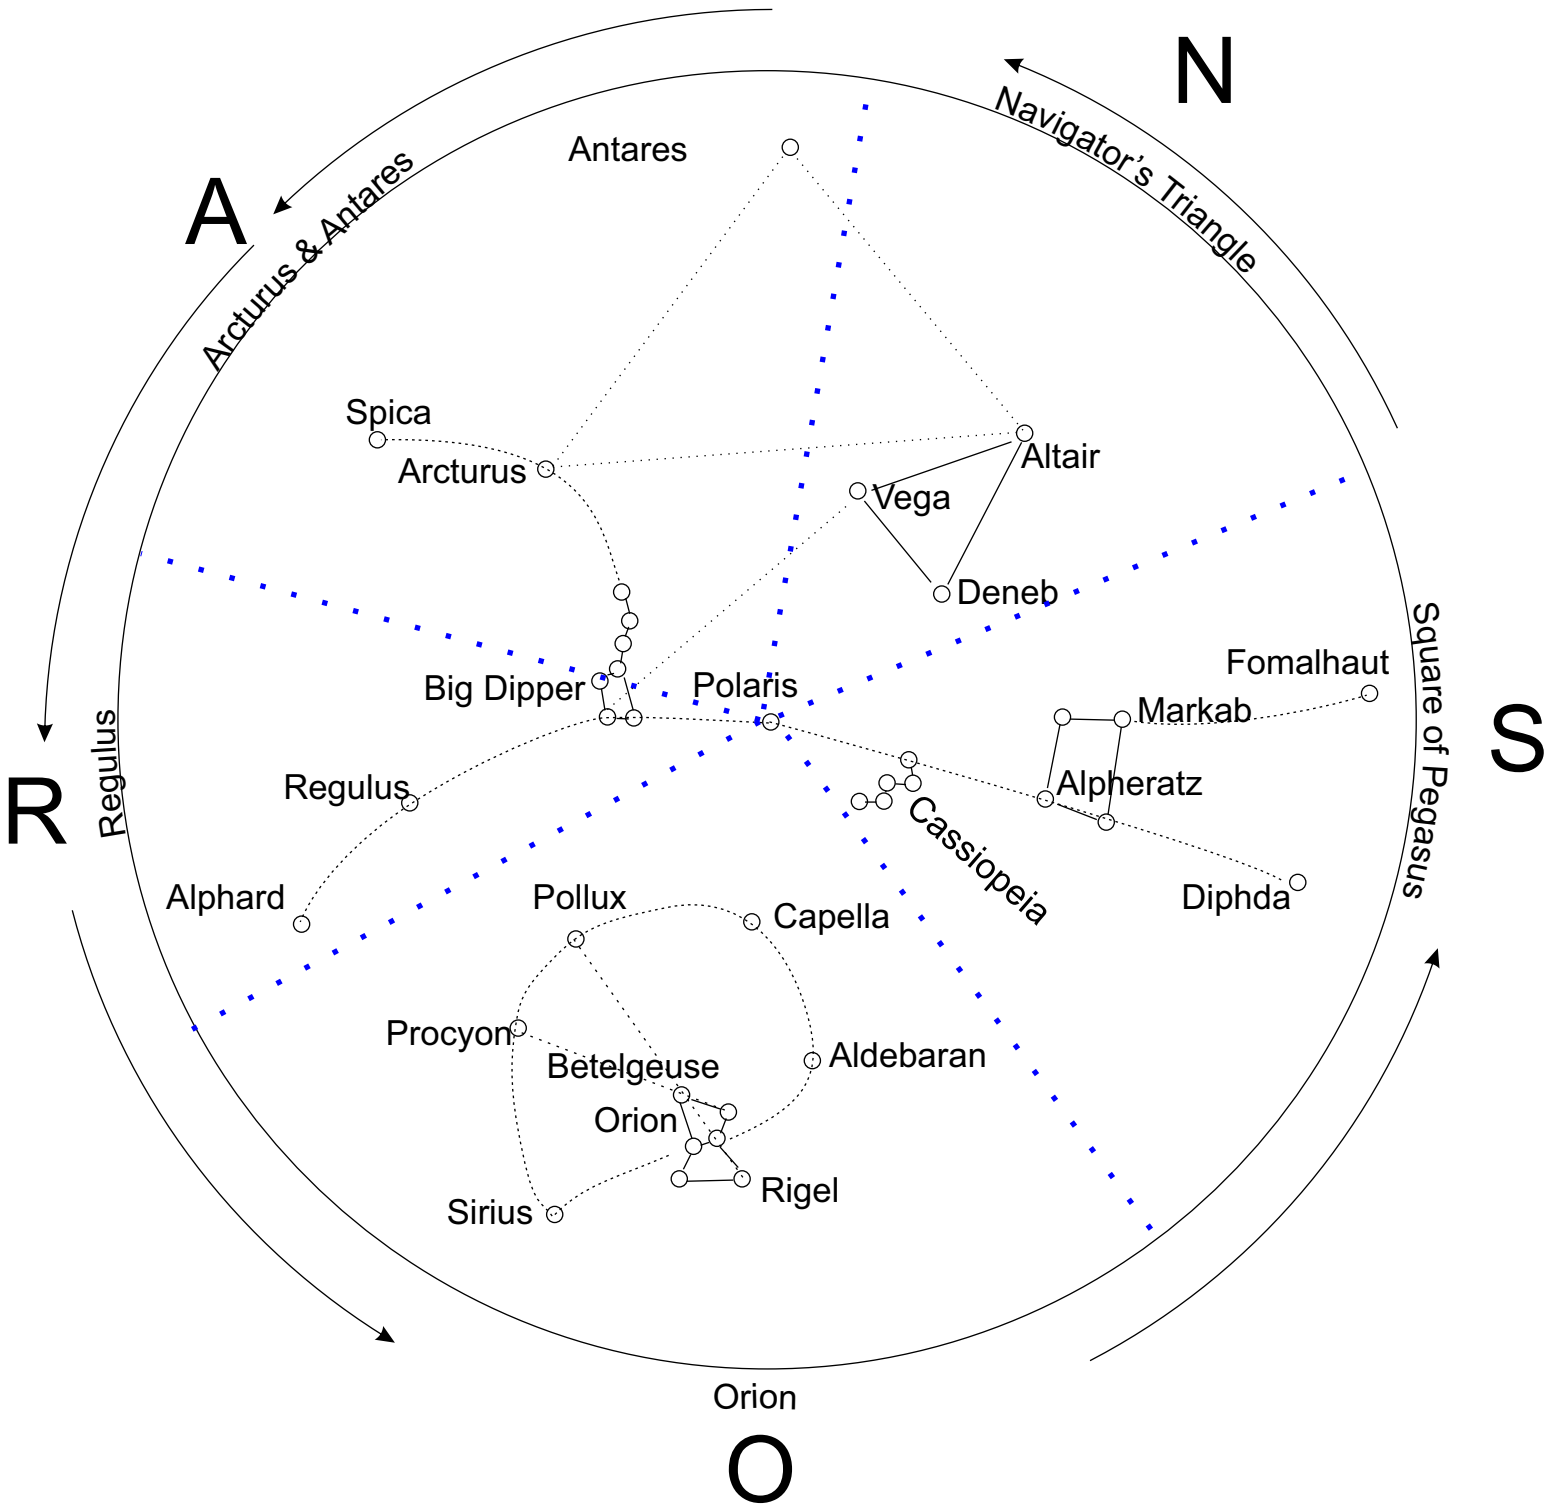 N
Navigator's Triangle
Antares
A
Arcturus & Antares
Spica
Arcturus
Altair
Vega
Deneb
Square of Pegasus
Fomalhaut
Big Dipper
Polaris
Markab
S
Regulus
R
Regulus
Alpheratz
Cassiopeia
Alphard
Pollux
Capella
Diphda
Procyon
Betelgeuse
Aldebaran
Orion
Rigel
Sirius
Orion
O